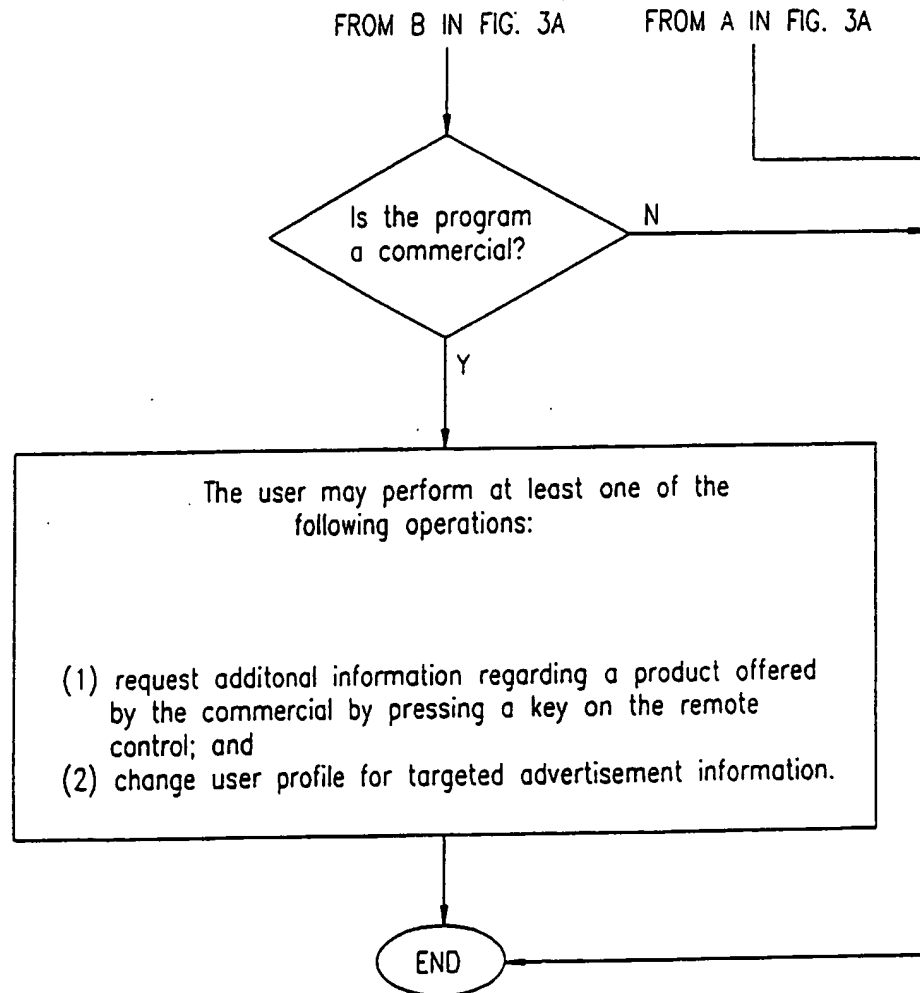 FROM B IN FIG. 3A
FROM A IN FIG. 3A
Is the program
a commercial?
N
Y
The user may perform at least one of the
following operations:
(1) request additonal information regarding a product offered
by the commercial by pressing a key on the remote
control; and
(2) change user profile for targeted advertisement information.
END